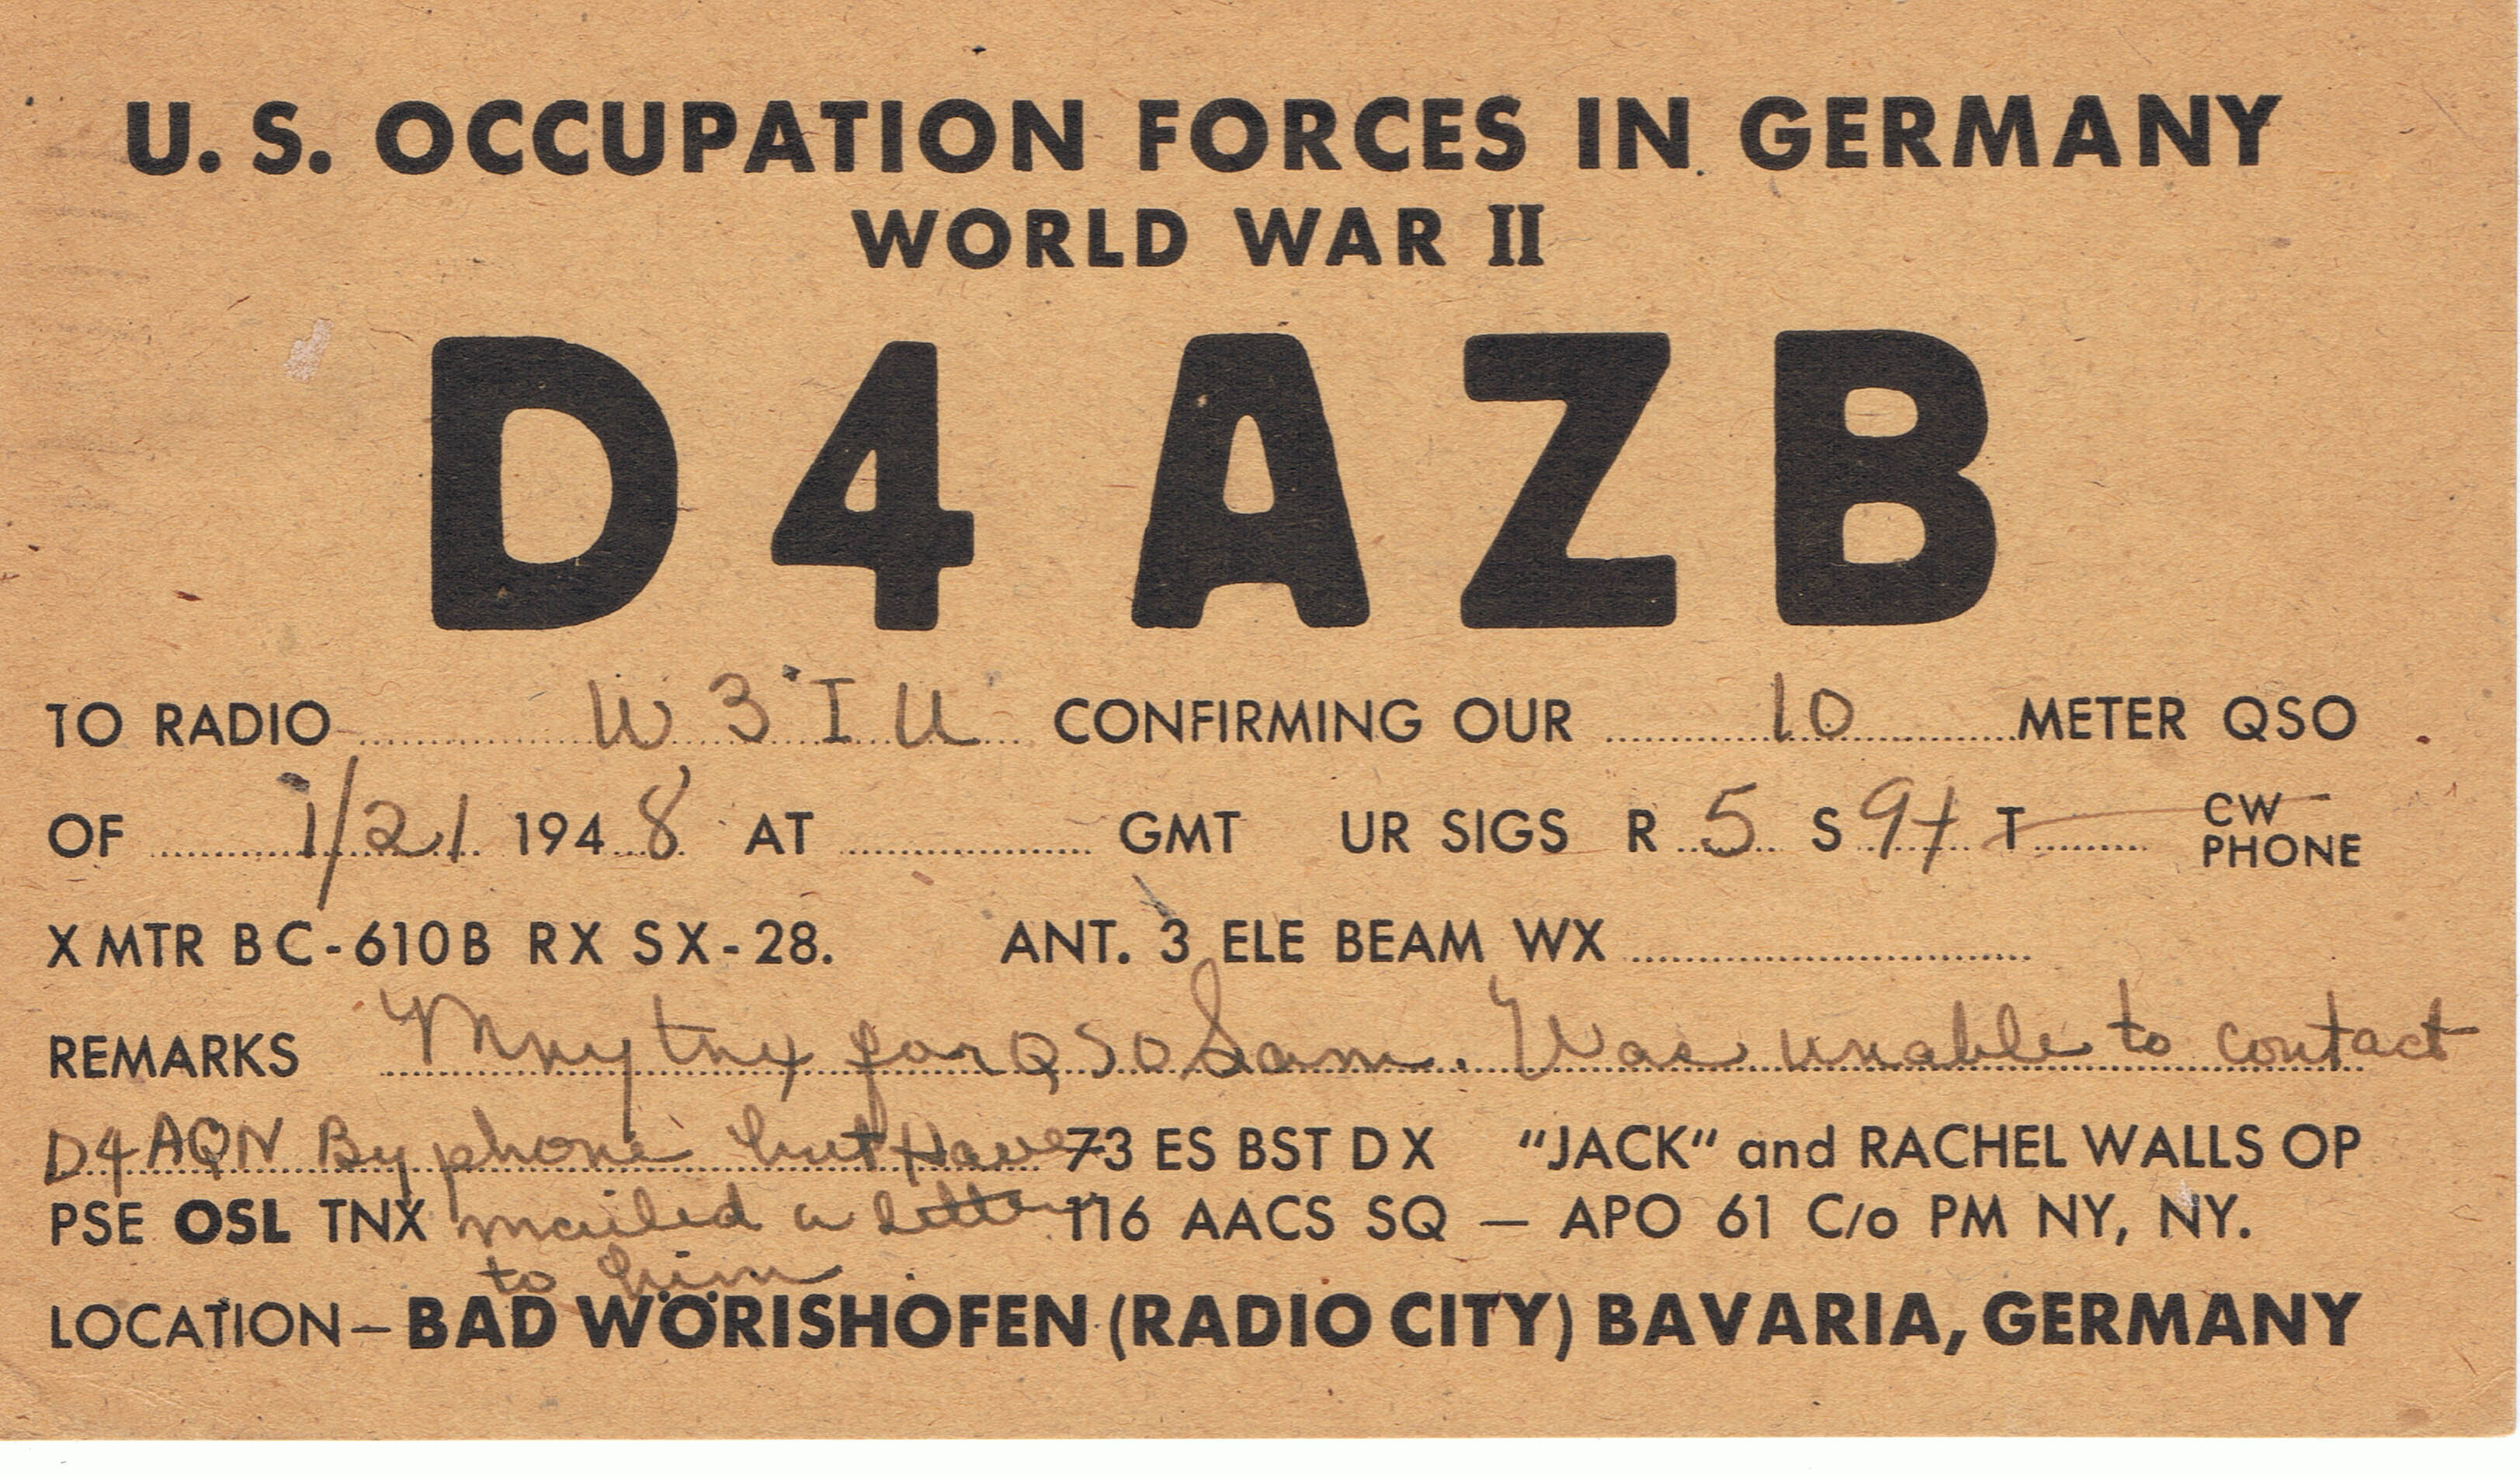 U. S. OCCUPATION FORCES IN GERMANY
WORLD WAR II
D4AZB
TO RADIO W3IU CONFIRMING OUR 10 METER QSO
OF 1/21 1948 AT GMT UR SIGS R 5 S 9+ T CW
PHONE
XMTR BC-610B RX SX-28. ANT. 3 ELE BEAM WX
REMARKS Mny tnx for QSO Sam. Was unable to contact
D4AQN By phone but Have 73 ES BST DX "JACK" and RACHEL WALLS OP
PSE OSL TNX mailed a letter 116 AACS SQ — APO 61 C/o PM NY, NY.
to him
LOCATION – BAD WÖRISHOFEN (RADIO CITY) BAVARIA, GERMANY